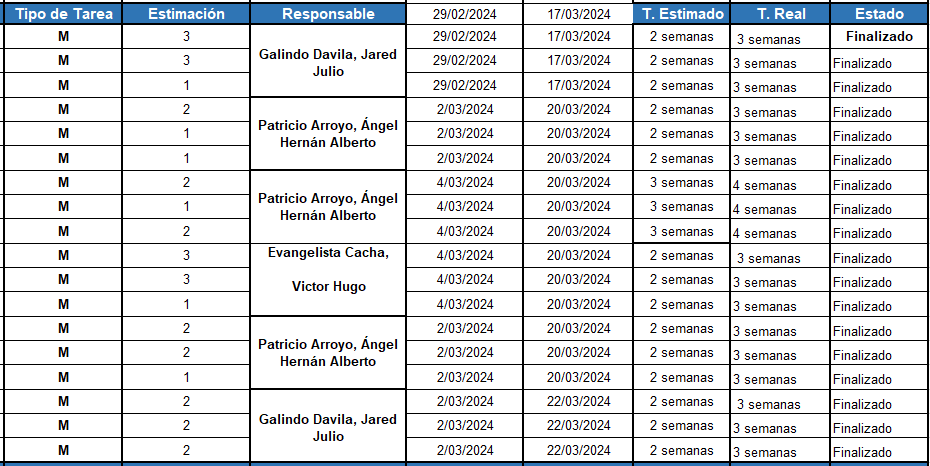 Tipo de Tarea Estimación Responsable 29/02/2024 17/03/2024 T. Estimado T. Real Estado
M 3 29/02/2024 17/03/2024 2 semanas 3 semanas Finalizado
Galindo Davila, Jared
M 3 29/02/2024 17/03/2024 2 semanas 3 semanas Finalizado
Julio
M 1 29/02/2024 17/03/2024 2 semanas 3 semanas Finalizado
M 2 2/03/2024 20/03/2024 2 semanas 3 semanas Finalizado
Patricio Arroyo, Ángel
M 1 2/03/2024 20/03/2024 2 semanas 3 semanas Finalizado
Hernán Alberto
M 1 2/03/2024 20/03/2024 2 semanas 3 semanas Finalizado
M 2 4/03/2024 20/03/2024 3 semanas 4 semanas Finalizado
Patricio Arroyo, Ángel
M 1 4/03/2024 20/03/2024 3 semanas 4 semanas Finalizado
Hernán Alberto
M 2 4/03/2024 20/03/2024 3 semanas 4 semanas Finalizado
M 3 Evangelista Cacha, 4/03/2024 20/03/2024 2 semanas 3 semanas Finalizado
M 3 4/03/2024 20/03/2024 2 semanas 3 semanas Finalizado
Victor Hugo
M 1 4/03/2024 20/03/2024 2 semanas 3 semanas Finalizado
M 2 2/03/2024 20/03/2024 2 semanas 3 semanas Finalizado
Patricio Arroyo, Ángel
M 2 2/03/2024 20/03/2024 2 semanas 3 semanas Finalizado
Hernán Alberto
M 1 2/03/2024 20/03/2024 2 semanas 3 semanas Finalizado
M 2 2/03/2024 22/03/2024 2 semanas 3 semanas Finalizado
Galindo Davila, Jared
M 2 2/03/2024 22/03/2024 2 semanas 3 semanas Finalizado
Julio
M 2 2/03/2024 22/03/2024 2 semanas 3 semanas Finalizado